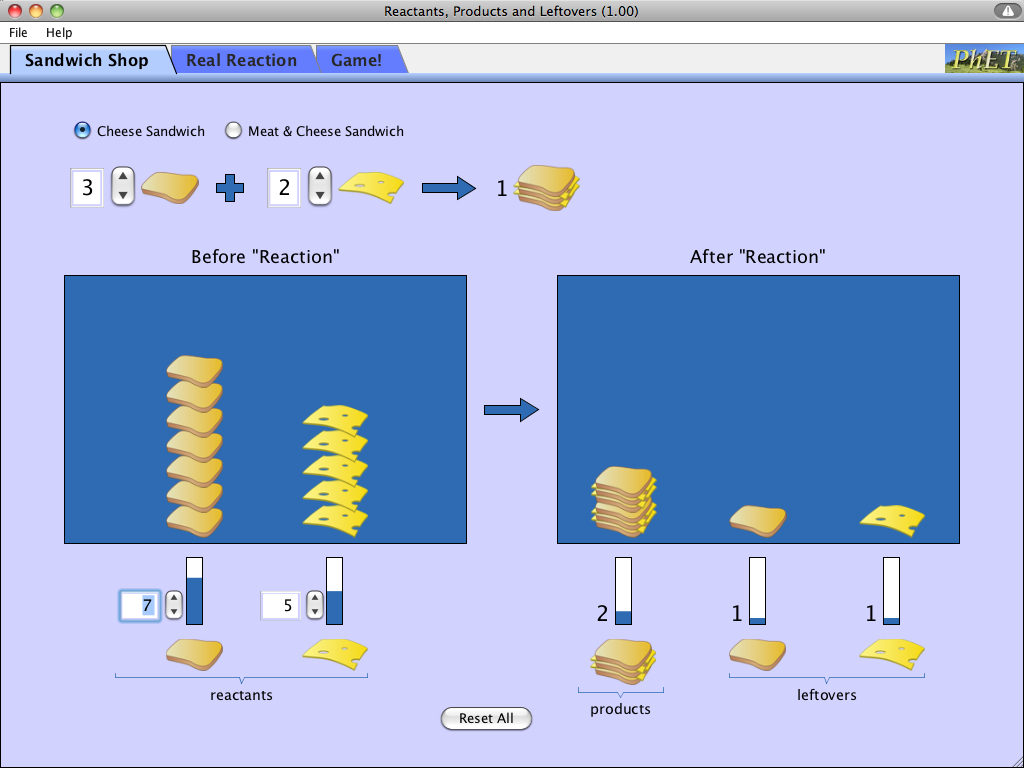 Reactants, Products and Leftovers (1.00)
File Help
Sandwich Shop Real Reaction Game! PhET
Cheese Sandwich Meat & Cheese Sandwich
3 2 1
Before "Reaction" After "Reaction"
7 5 2 1 1
reactants products leftovers
Reset All